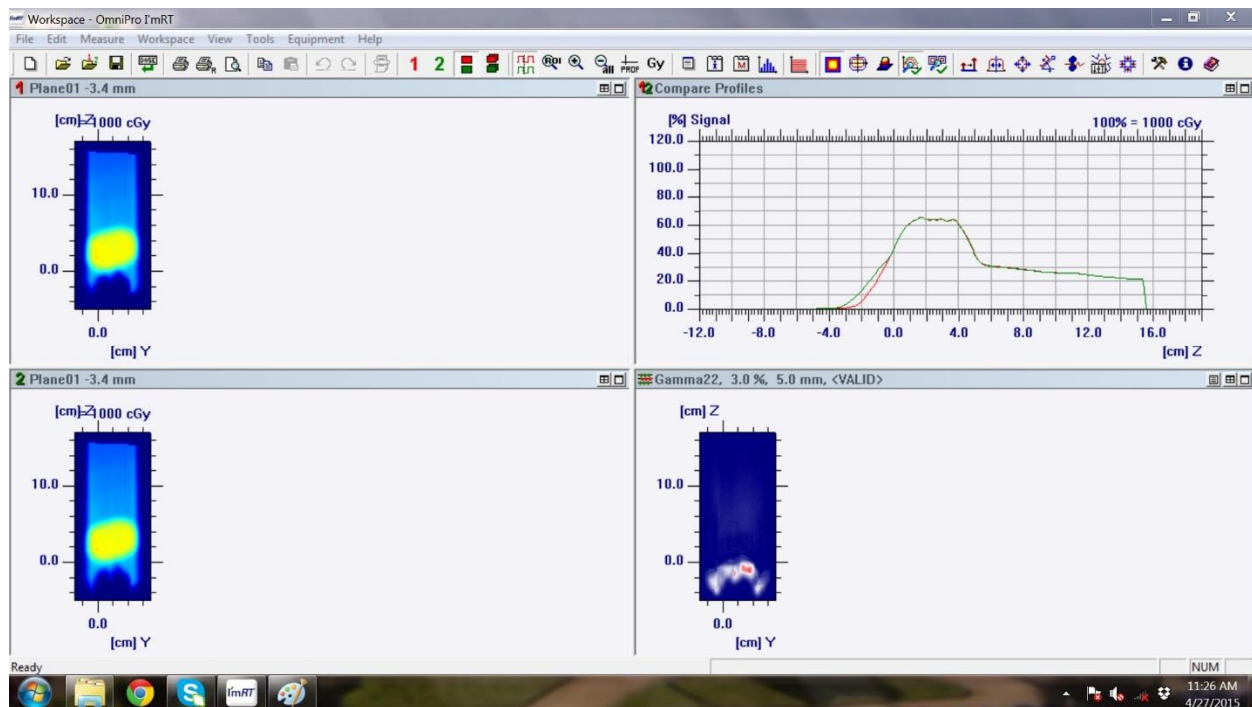 I'mRT Workspace - OmniPro I'mRT
File Edit Measure Workspace View Tools Equipment Help
1 2 ROI all PROF Gy
1 Plane01 -3.4 mm
[cm] Z = 1000 cGy
10.0
0.0
0.0
[cm] Y
12 Compare Profiles
[%] Signal
100% = 1000 cGy
120.0
100.0
80.0
60.0
40.0
20.0
0.0
-12.0 -8.0 -4.0 0.0 4.0 8.0 12.0 16.0
[cm] Z
2 Plane01 -3.4 mm
[cm] Z = 1000 cGy
10.0
0.0
0.0
[cm] Y
Gamma22, 3.0 %, 5.0 mm, <VALID>
[cm] Z
10.0
0.0
0.0
[cm] Y
Ready
NUM
I'mRT
11:26 AM
4/27/2015